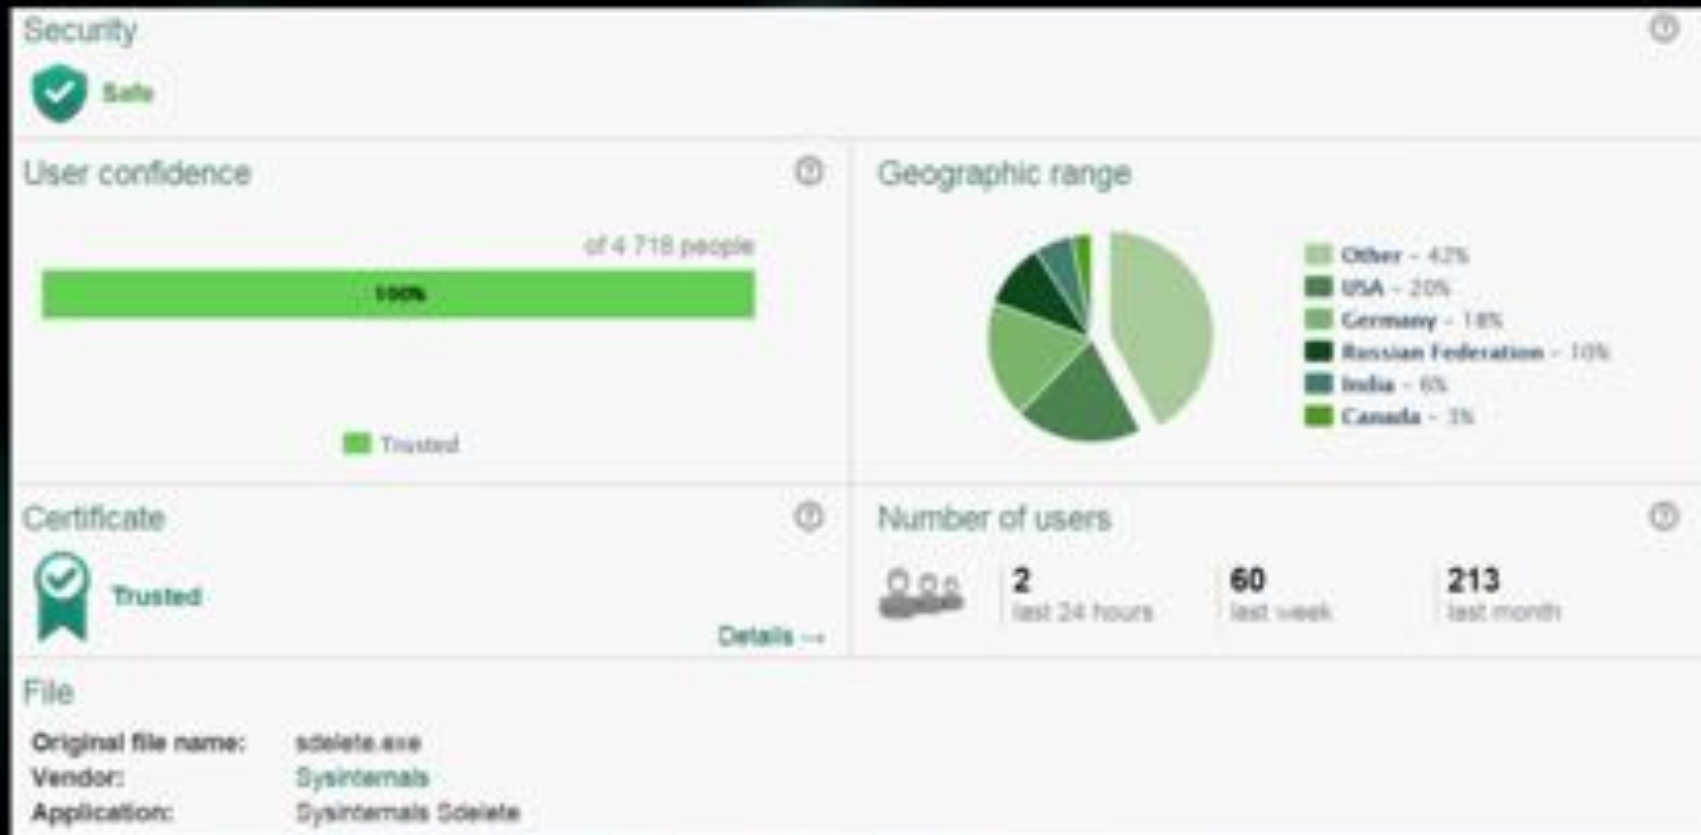 Security
Safe
User confidence
of 4 718 people
100%
Trusted
Geographic range
Other - 42%
USA - 20%
Germany - 18%
Russian Federation - 10%
India - 6%
Canada - 3%
Certificate
Trusted
Details →
Number of users
2
last 24 hours
60
last week
213
last month
File
Original file name: sdelete.exe
Vendor: Sysinternals
Application: Sysinternals Sdelete